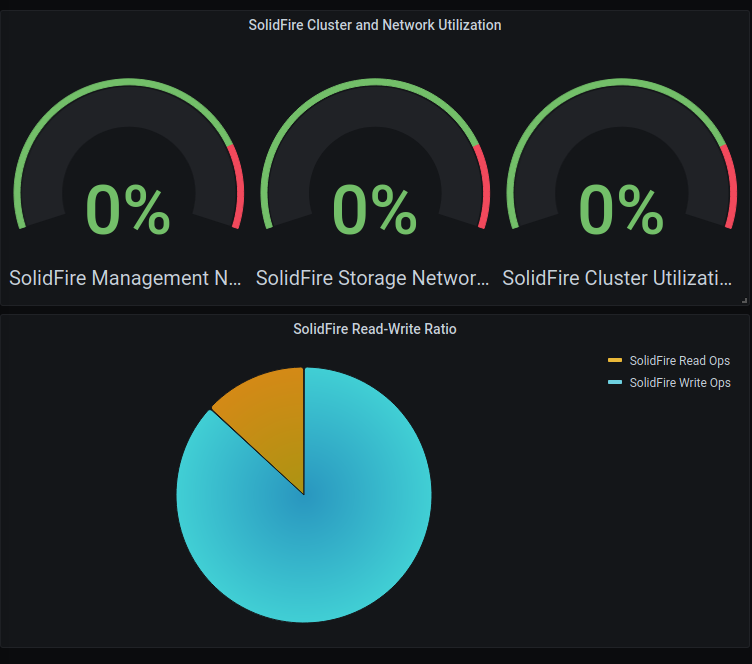 SolidFire Cluster and Network Utilization
0% 0% 0%
SolidFire Management N... SolidFire Storage Networ... SolidFire Cluster Utilizati...
SolidFire Read-Write Ratio
SolidFire Read Ops
SolidFire Write Ops